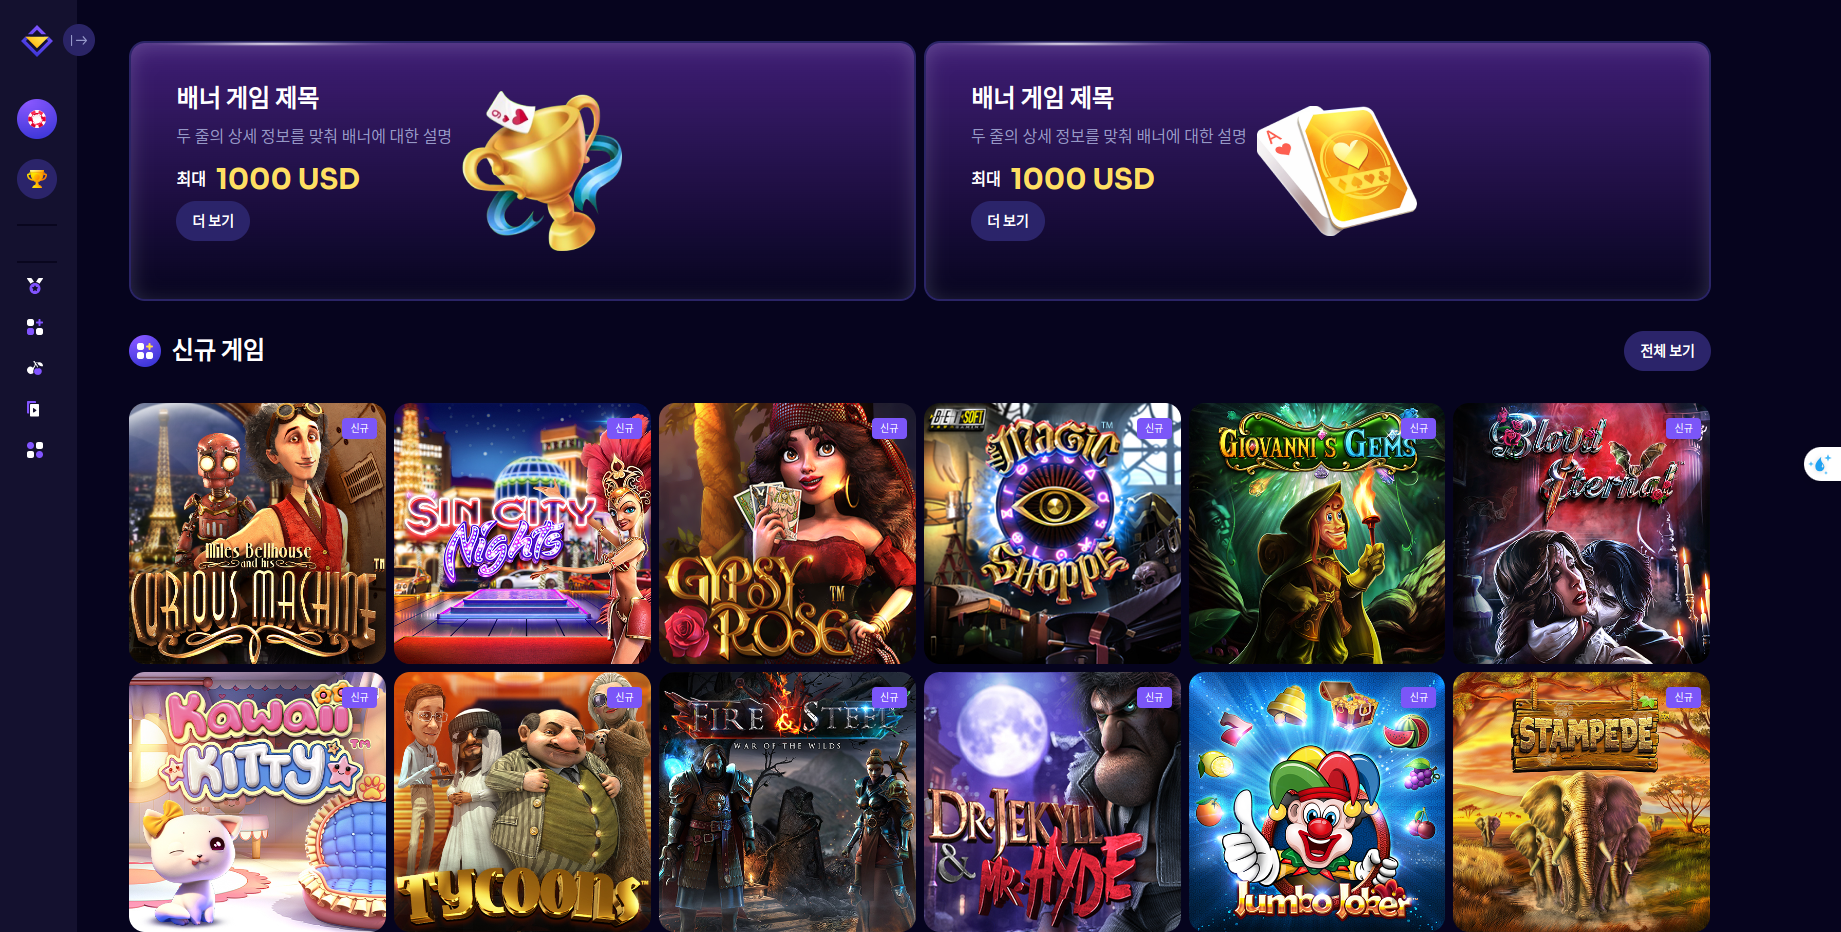 배너 게임 제목
두 줄의 상세 정보를 맞춰 배너에 대한 설명
최대 1000 USD
더 보기
배너 게임 제목
두 줄의 상세 정보를 맞춰 배너에 대한 설명
최대 1000 USD
더 보기
신규 게임
전체 보기
신규
Miles Bellhouse
and his
CURIOUS MACHINE™
신규
SIN CITY
Nights
신규
GYPSY
ROSE™
BETSOFT
신규
MAGIC™
SHOPPE
신규
GIOVANNI'S GEMS
신규
Blood
Eternal
신규
Kawaii
KITTY™
신규
TYCOONS™
신규
FIRE & STEEL
WAR OF THE WILDS
신규
DR. JEKYLL
& MR. HYDE
신규
Jumbo Joker
신규
STAMPEDE